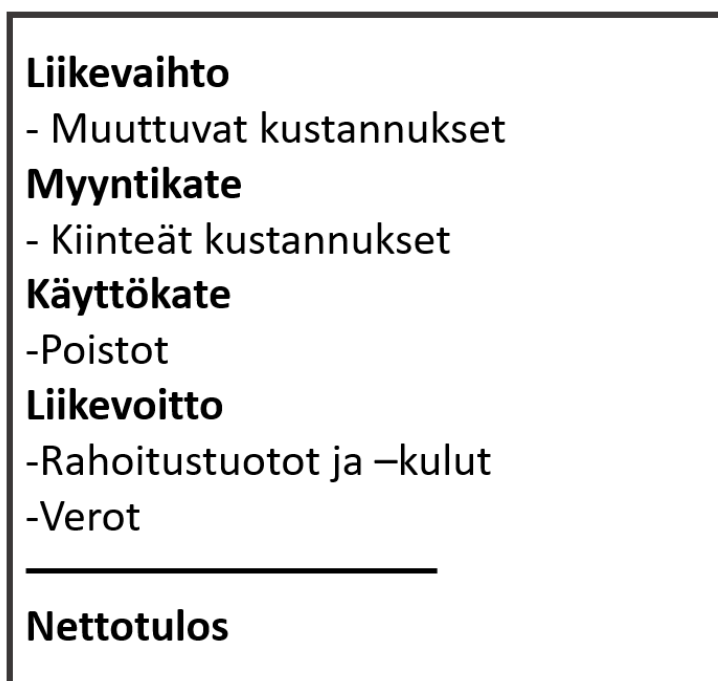 Liikevaihto
- Muuttuvat kustannukset
Myyntikate
- Kiinteät kustannukset
Käyttökate
-Poistot
Liikevoitto
-Rahoitustuotot ja –kulut
-Verot
Nettotulos